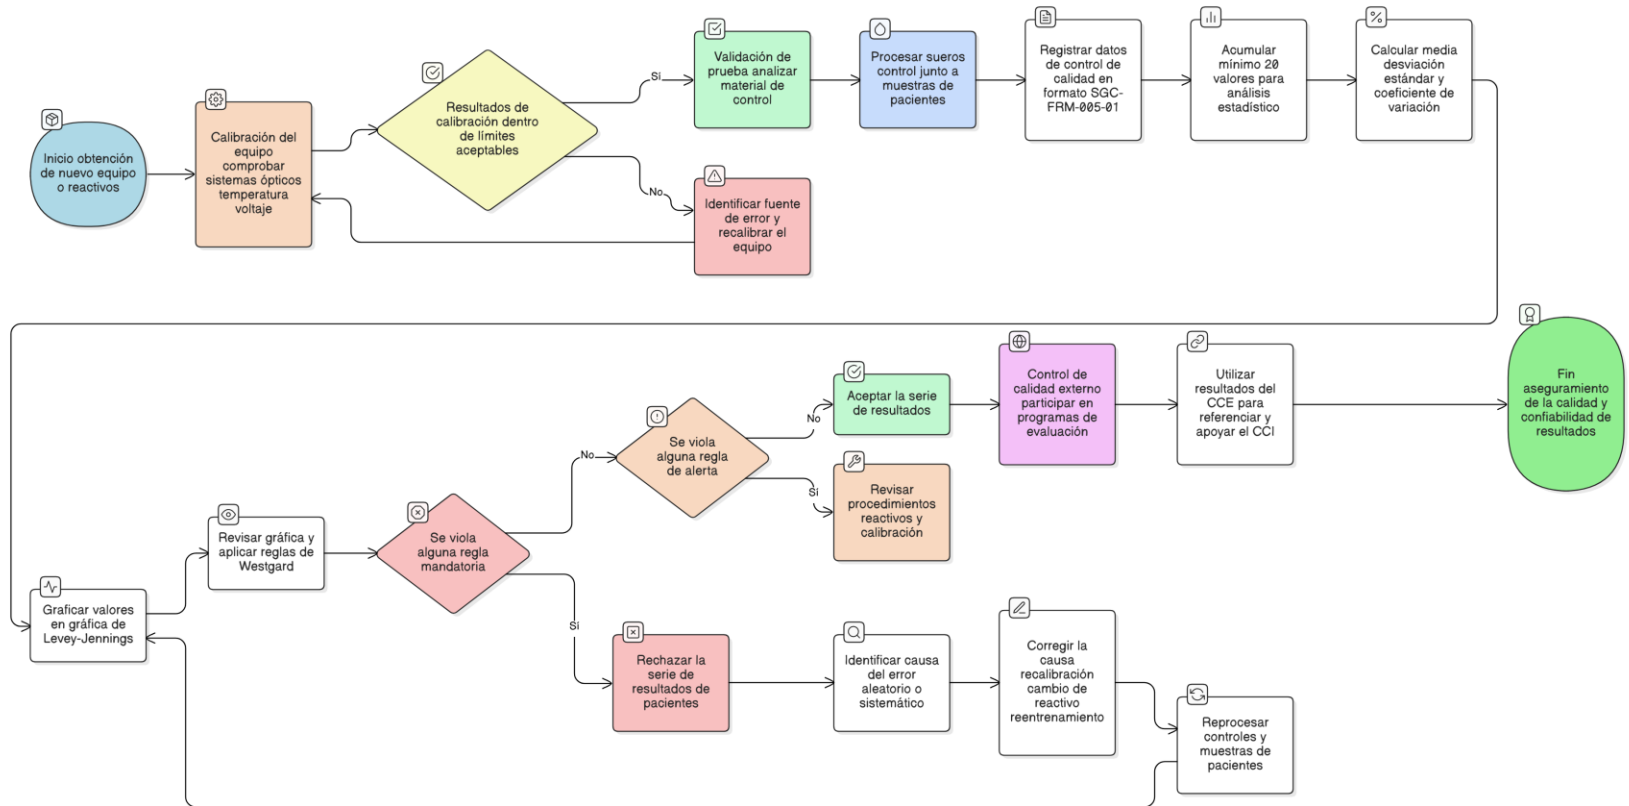 Inicio obtención
de nuevo equipo
o reactivos
Calibración del
equipo
comprobar
sistemas ópticos
temperatura
voltaje
Resultados de
calibración dentro
de límites
aceptables
Sí
No
Validación de
prueba analizar
material de
control
Identificar fuente
de error y
recalibrar el
equipo
Procesar sueros
control junto a
muestras de
pacientes
Registrar datos
de control de
calidad en
formato SGC-
FRM-005-01
Acumular
mínimo 20
valores para
análisis
estadístico
Calcular media
desviación
estándar y
coeficiente de
variación
Graficar valores
en gráfica de
Levey-Jennings
Revisar gráfica y
aplicar reglas de
Westgard
Se viola
alguna regla
mandatoria
No
Sí
Se viola
alguna regla
de alerta
No
Sí
Aceptar la serie
de resultados
Revisar
procedimientos
reactivos y
calibración
Control de
calidad externo
participar en
programas de
evaluación
Utilizar
resultados del
CCE para
referenciar y
apoyar el CCI
Fin
aseguramiento
de la calidad y
confiabilidad de
resultados
Rechazar la
serie de
resultados de
pacientes
Identificar causa
del error
aleatorio o
sistemático
Corregir la
causa
recalibración
cambio de
reactivo
reentrenamiento
Reprocesar
controles y
muestras de
pacientes